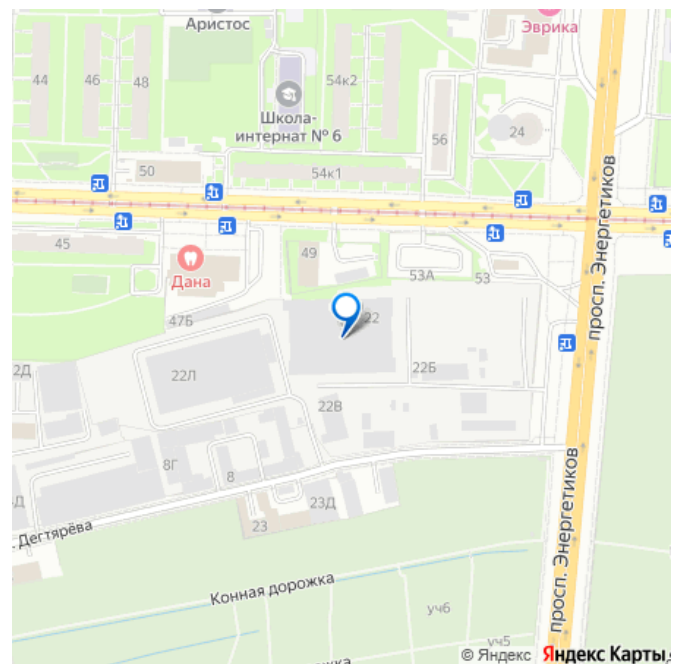 Аристос
Эврика
44
46
48
54к2
Школа-
интернат № 6
56
24
50
54к1
просп. Энергетиков
45
49
Дана
53А
53
47Б
22
2Д
22Л
22Б
22В
8Г
8
Д
23Д
23
Дегтярёва
Конная дорожка
просп. Энергетиков
уч6
уч5
рожка
© Яндекс Яндекс Карты